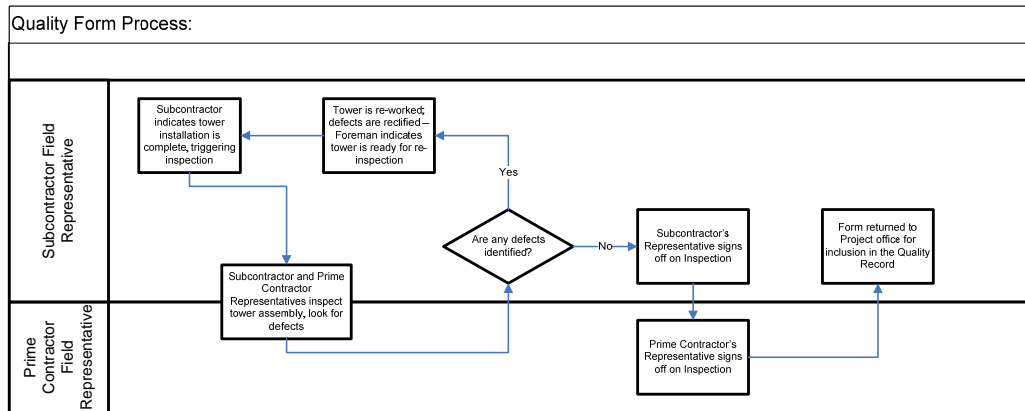 Quality Form Process:
Subcontractor Field
Representative
Subcontractor
indicates tower
installation is
complete, triggering
inspection
Tower is re-worked;
defects are rectified—
Foreman indicates
tower is ready for re-
inspection
Yes
Are any defects
identified?
No
Subcontractor's
Representative signs
off on Inspection
Form returned to
Project office for
inclusion in the Quality
Record
Subcontractor and Prime
Contractor
Representatives inspect
tower assembly, look for
defects
Prime
Contractor
Field
Representative
Prime Contractor's
Representative signs
off on Inspection